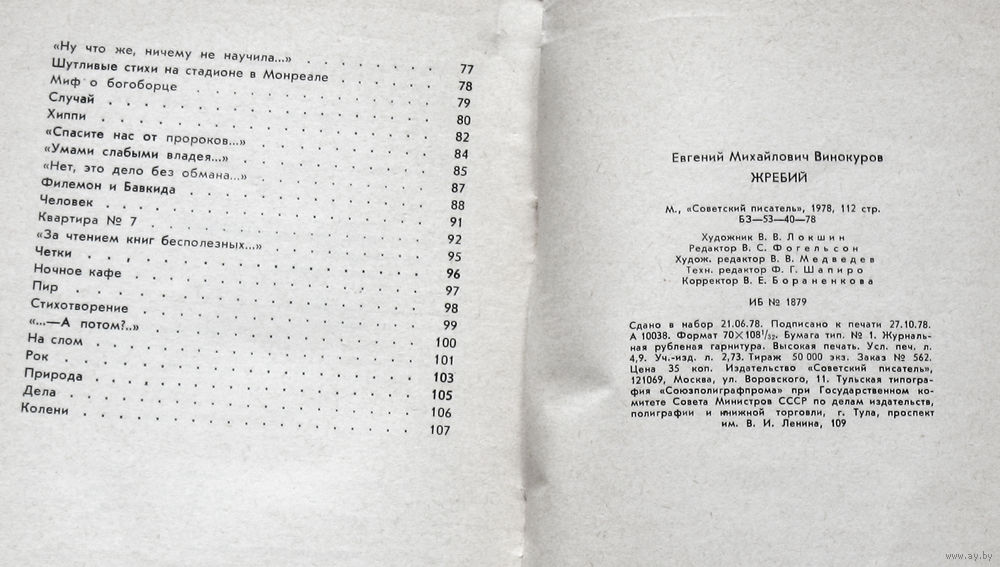 «Ну что же, ничему не научила...» . . . . . . . 77
Шутливые стихи на стадионе в Монреале . . . . . . 78
Миф о богоборце . . . . . . . . . . . . 79
Случай . . . . . . . . . . . . . . . 80
Хиппи . . . . . . . . . . . . . . . 82
«Спасите нас от пророков...» . . . . . . . . . 84
«Умами слабыми владея...» . . . . . . . . . . 85
«Нет, это дело без обмана...» . . . . . . . . . 87
Филемон и Бавкида . . . . . . . . . . . . 88
Человек . . . . . . . . . . . . . . . 91
Квартира № 7 . . . . . . . . . . . . . 92
«За чтением книг бесполезных...» . . . . . . . . 95
Четки . . . . . . . . . . . . . . . . 96
Ночное кафе . . . . . . . . . . . . . . 97
Пир . . . . . . . . . . . . . . . . 98
Стихотворение . . . . . . . . . . . . . 99
«...—А потом?..» . . . . . . . . . . . . . 100
На слом . . . . . . . . . . . . . . . 101
Рок . . . . . . . . . . . . . . . . 103
Природа . . . . . . . . . . . . . . . 105
Дела . . . . . . . . . . . . . . . . 106
Колени . . . . . . . . . . . . . . . 107
Евгений Михайлович Винокуров
ЖРЕБИЙ
М., «Советский писатель», 1978, 112 стр.
БЗ—53—40—78
Художник В. В. Локшин
Редактор В. С. Фогельсон
Худож. редактор В. В. Медведев
Техн. редактор Ф. Г. Шапиро
Корректор В. Е. Бораненкова
ИБ № 1879
Сдано в набор 21.06.78. Подписано к печати 27.10.78.
А 10038. Формат 70×108¹/₃₂. Бумага тип. № 1. Журналь-
ная рубленая гарнитура. Высокая печать. Усл. печ. л.
4,9. Уч.-изд. л. 2,73. Тираж 50 000 экз. Заказ № 562.
Цена 35 коп. Издательство «Советский писатель»,
121069, Москва, ул. Воровского, 11. Тульская типогра-
фия «Союзполиграфпрома» при Государственном ко-
митете Совета Министров СССР по делам издательств,
полиграфии и книжной торговли, г. Тула, проспект
им. В. И. Ленина, 109
www.ay.by